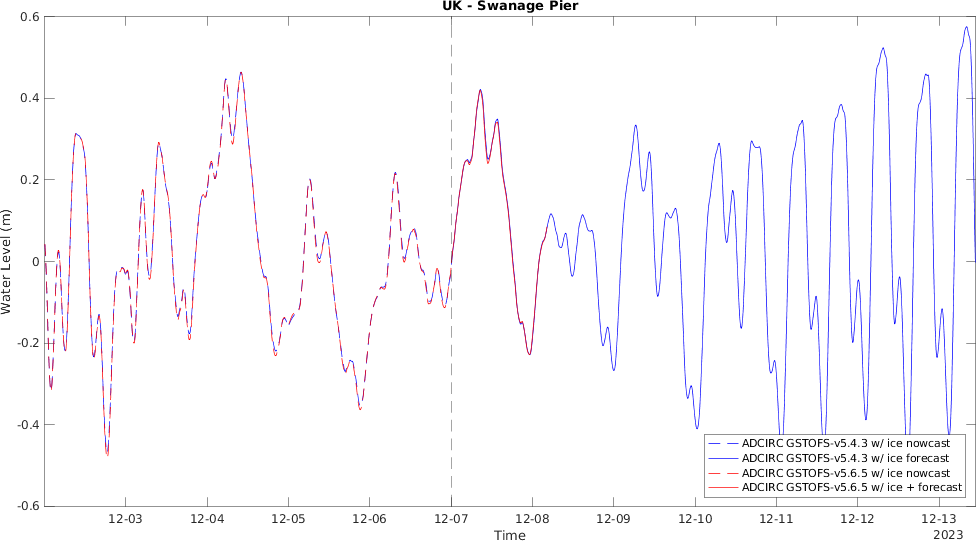 UK - Swanage Pier
Water Level (m)
0.6
0.4
0.2
0
-0.2
-0.4
-0.6
ADCIRC GSTOFS-v5.4.3 w/ ice nowcast
ADCIRC GSTOFS-v5.4.3 w/ ice forecast
ADCIRC GSTOFS-v5.6.5 w/ ice nowcast
ADCIRC GSTOFS-v5.6.5 w/ ice + forecast
12-03 12-04 12-05 12-06 12-07 12-08 12-09 12-10 12-11 12-12 12-13
Time
2023